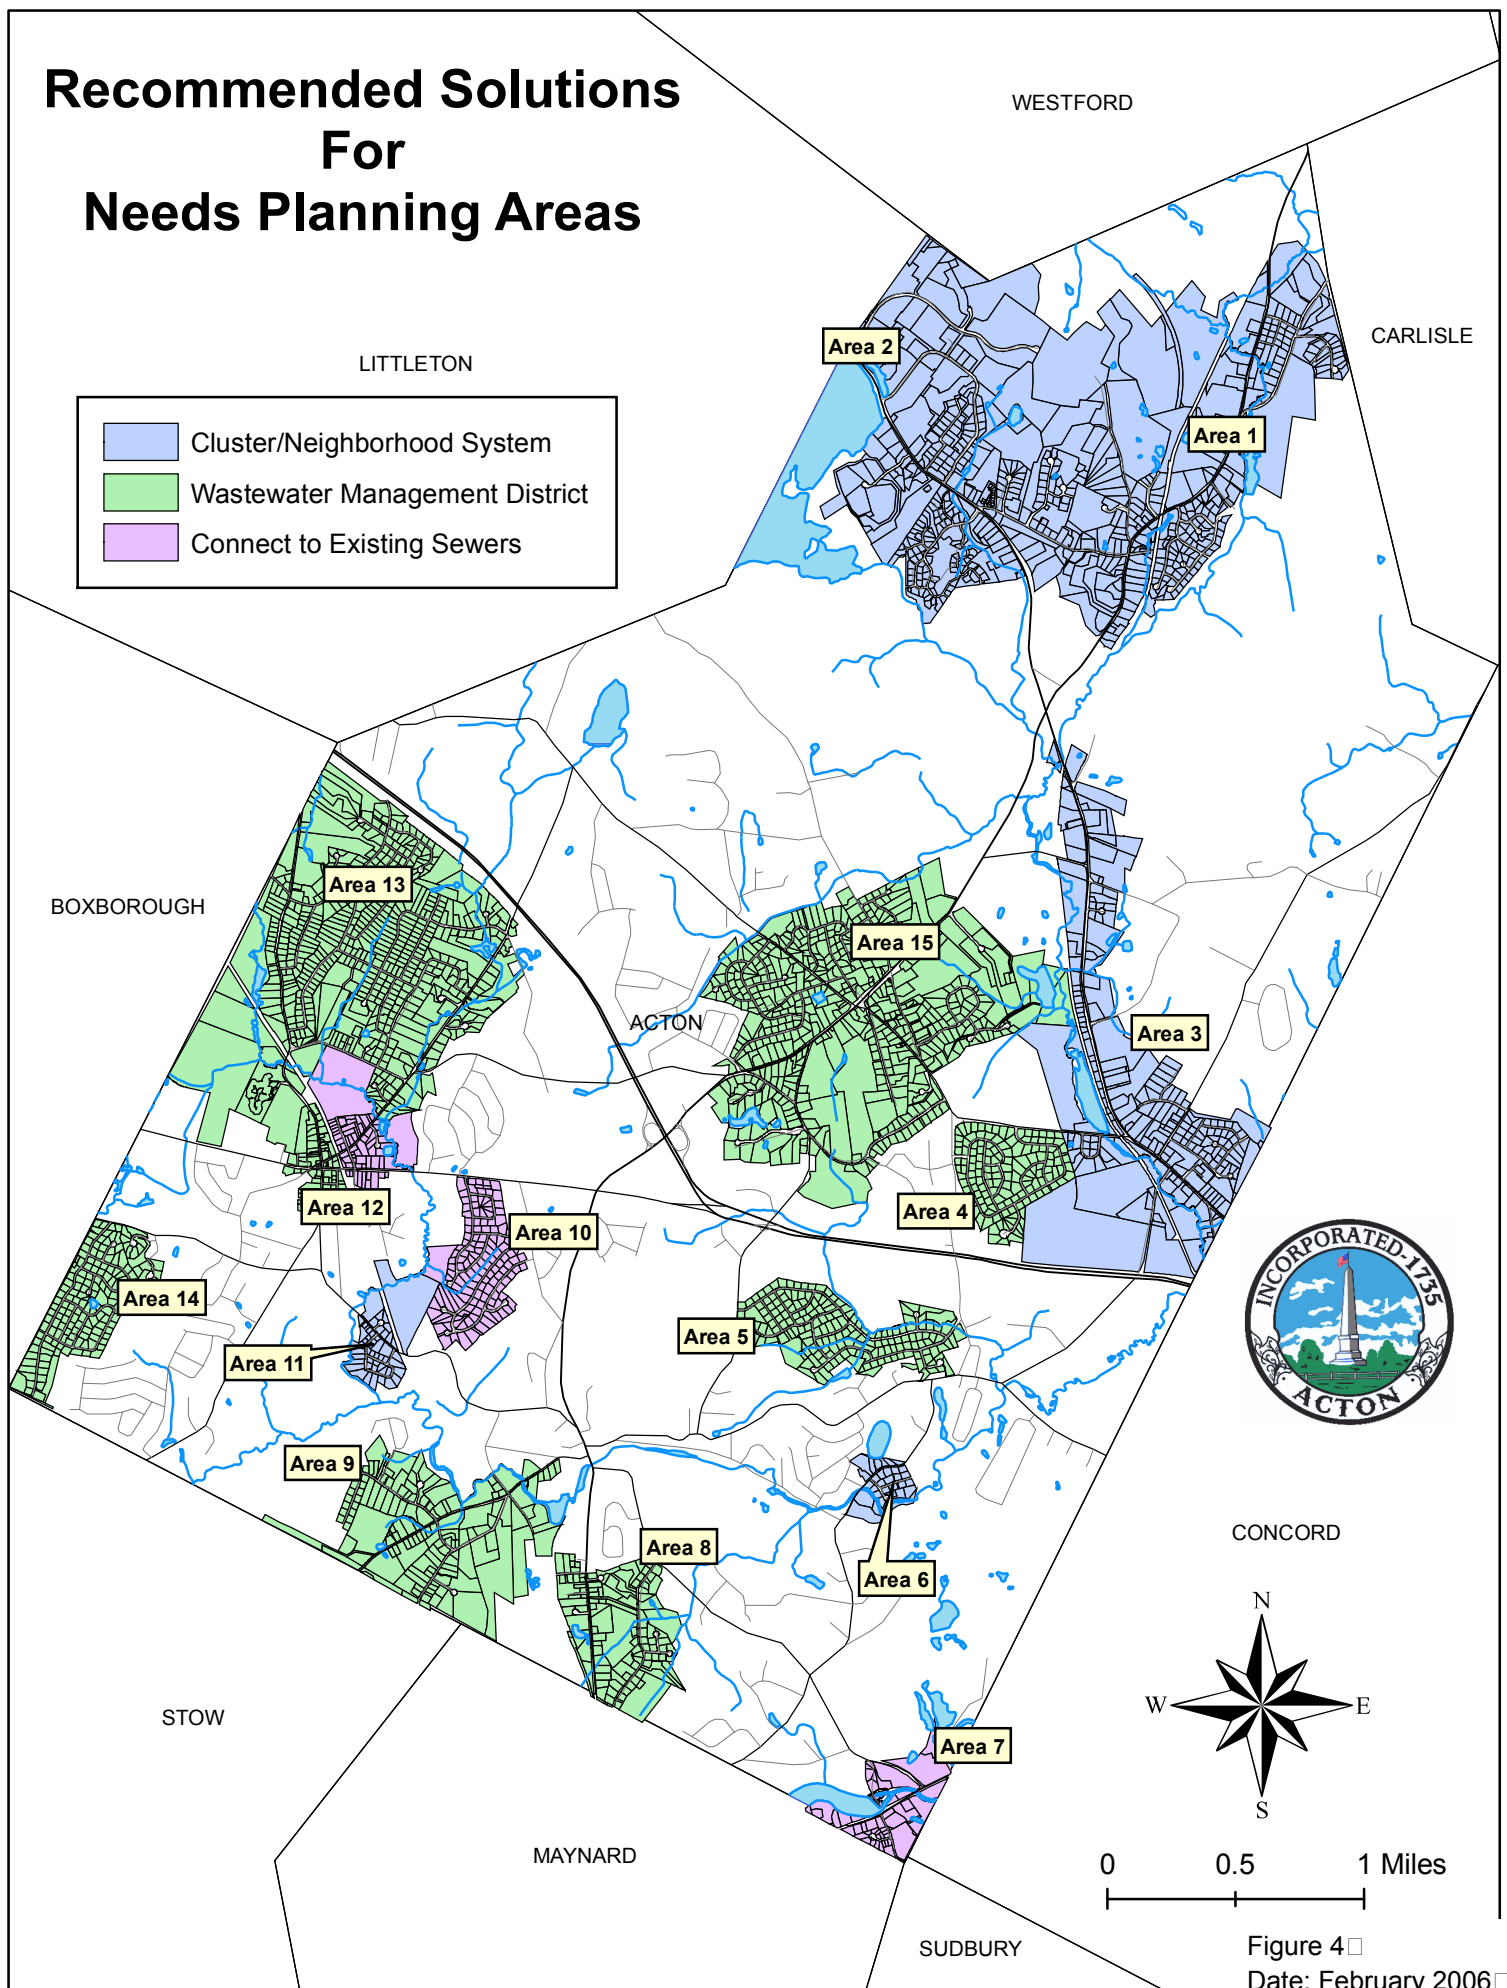 Recommended Solutions
For
Needs Planning Areas
WESTFORD
CARLISLE
LITTLETON
Cluster/Neighborhood System
Wastewater Management District
Connect to Existing Sewers
Area 2
Area 1
BOXBOROUGH
Area 13
Area 15
ACTON
Area 3
Area 12
Area 4
Area 10
Area 14
Area 5
Area 11
INCORPORATED-1735
ACTON
Area 9
Area 8
Area 6
CONCORD
N
W E
S
STOW
Area 7
MAYNARD
0 0.5 1 Miles
SUDBURY
Figure 4
Date: February 2006